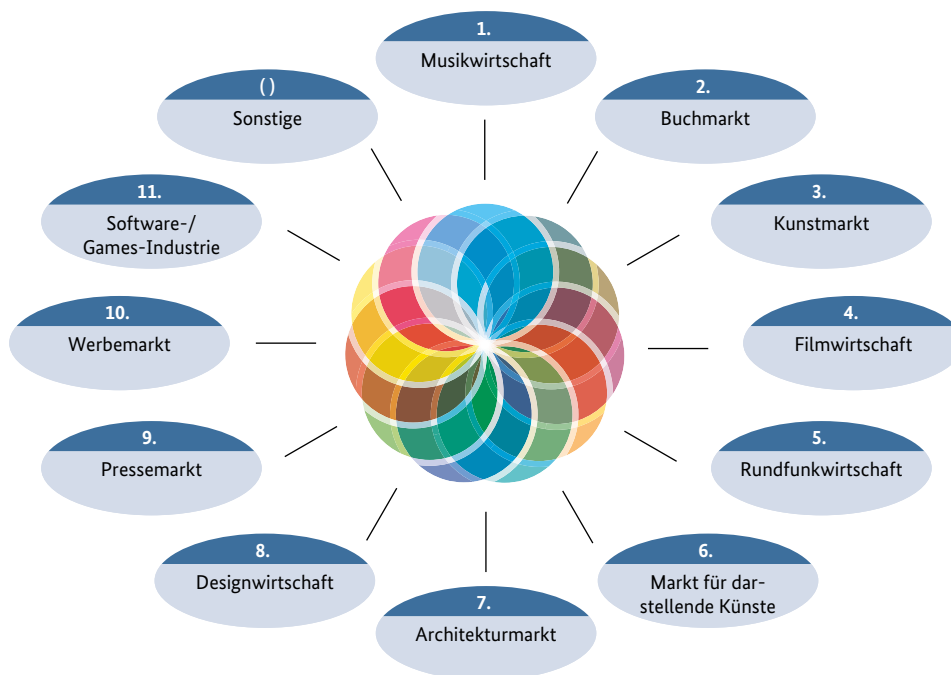 1.
Musikwirtschaft
2.
Buchmarkt
3.
Kunstmarkt
4.
Filmwirtschaft
5.
Rundfunkwirtschaft
6.
Markt für dar-
stellende Künste
7.
Architekturmarkt
8.
Designwirtschaft
9.
Pressemarkt
10.
Werbemarkt
11.
Software-/
Games-Industrie
( )
Sonstige